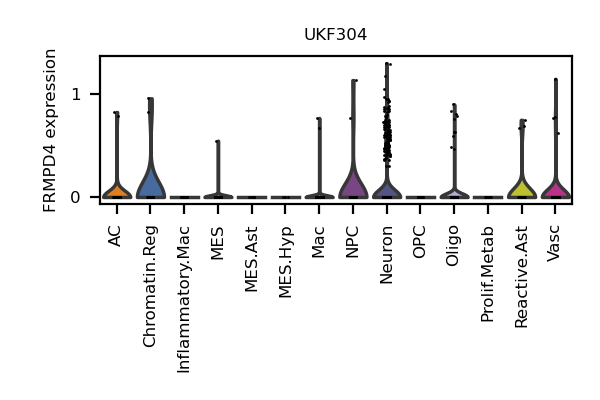 UKF304
FRMPD4 expression
1
0
AC
Chromatin.Reg
Inflammatory.Mac
MES
MES.Ast
MES.Hyp
Mac
NPC
Neuron
OPC
Oligo
Prolif.Metab
Reactive.Ast
Vasc